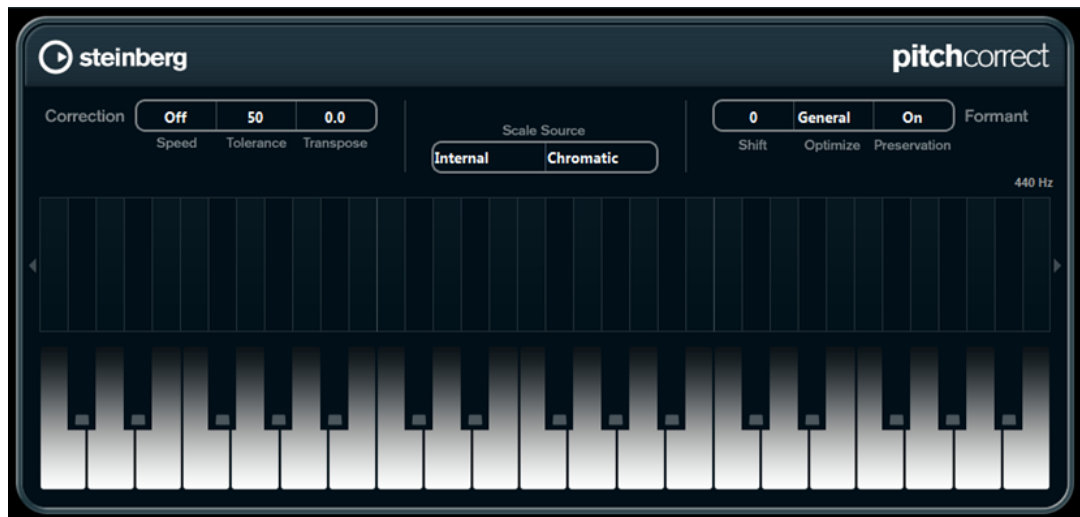 steinberg
pitchcorrect
Correction Off 50 0.0
Speed Tolerance Transpose
Scale Source
Internal Chromatic
0 General On Formant
Shift Optimize Preservation
440 Hz